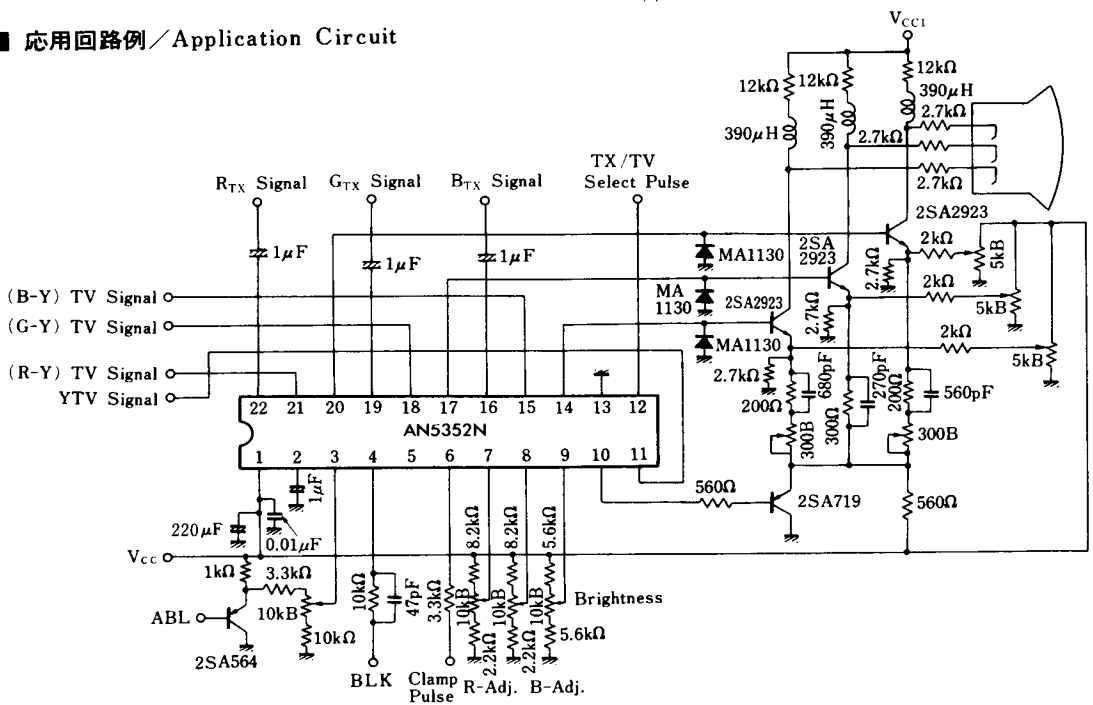 ■ 応用回路例／Application Circuit
VCC1
12kΩ
12kΩ
12kΩ
390μH
390μH
390μH
2.7kΩ
2.7kΩ
2.7kΩ
RTX Signal
GTX Signal
BTX Signal
TX/TV
Select Pulse
1μF
1μF
1μF
2SA2923
2SA
2923
2SA2923
MA1130
MA
1130
MA1130
2kΩ
2kΩ
2kΩ
5kB
5kB
5kB
2.7kΩ
2.7kΩ
2.7kΩ
(B-Y) TV Signal
(G-Y) TV Signal
(R-Y) TV Signal
YTV Signal
680pF
270pF
560pF
200Ω
300Ω
200Ω
300B
300B
22 21 20 19 18 17 16 15 14 13 12
AN5352N
1 2 3 4 5 6 7 8 9 10 11
560Ω
2SA719
560Ω
220μF
0.01μF
1μF
VCC
1kΩ
3.3kΩ
10kB
10kΩ
ABL
2SA564
10kΩ
47pF
BLK
3.3kΩ
Clamp
Pulse
8.2kΩ
10kB
2.2kΩ
R-Adj.
8.2kΩ
10kB
2.2kΩ
B-Adj.
5.6kΩ
10kB
5.6kΩ
Brightness